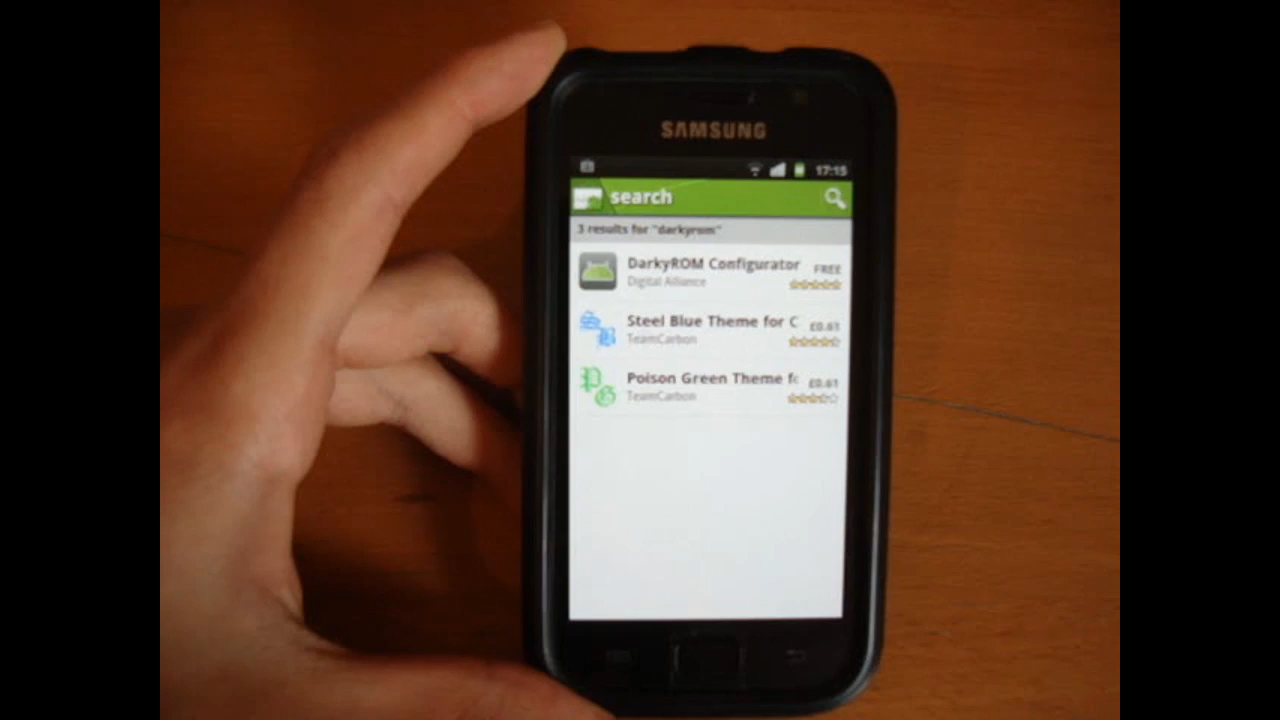 SAMSUNG
17:15
search
3 results for "darkyrom"
DarkyROM Configurator FREE
Digital Alliance
Steel Blue Theme for C £0.61
TeamCarbon
Poison Green Theme fo £0.61
TeamCarbon